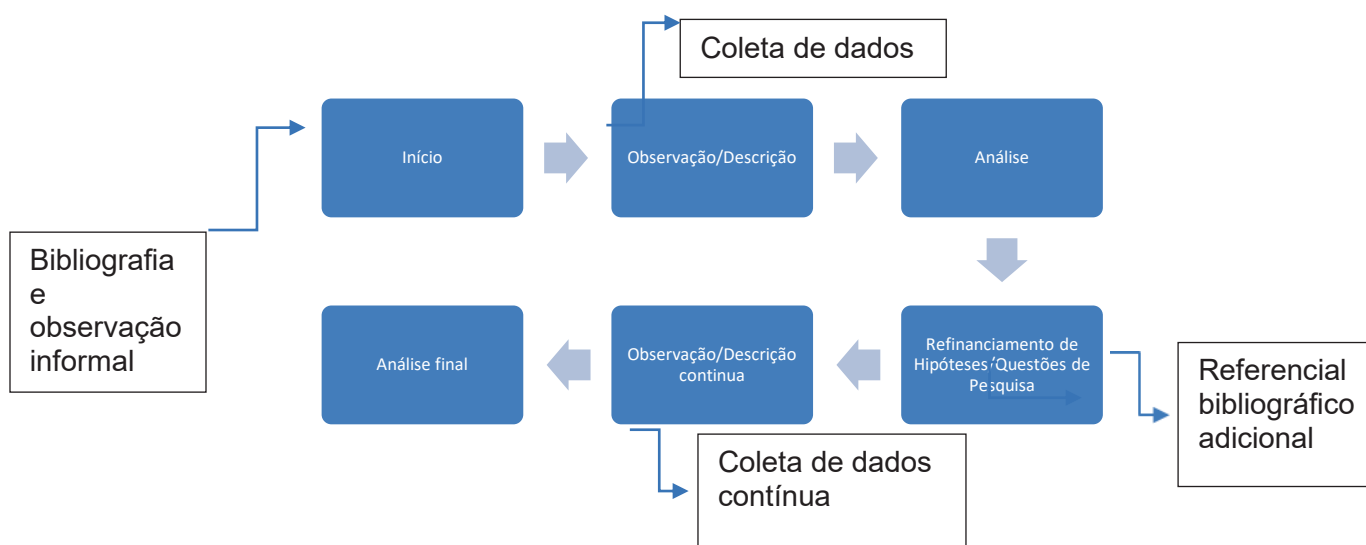 Coleta de dados
Início
Observação/Descrição
Análise
Bibliografia
e
observação
informal
Análise final
Observação/Descrição
continua
Refinanciamento de
Hipóteses/Questões de
Pesquisa
Referencial
bibliográfico
adicional
Coleta de dados
contínua